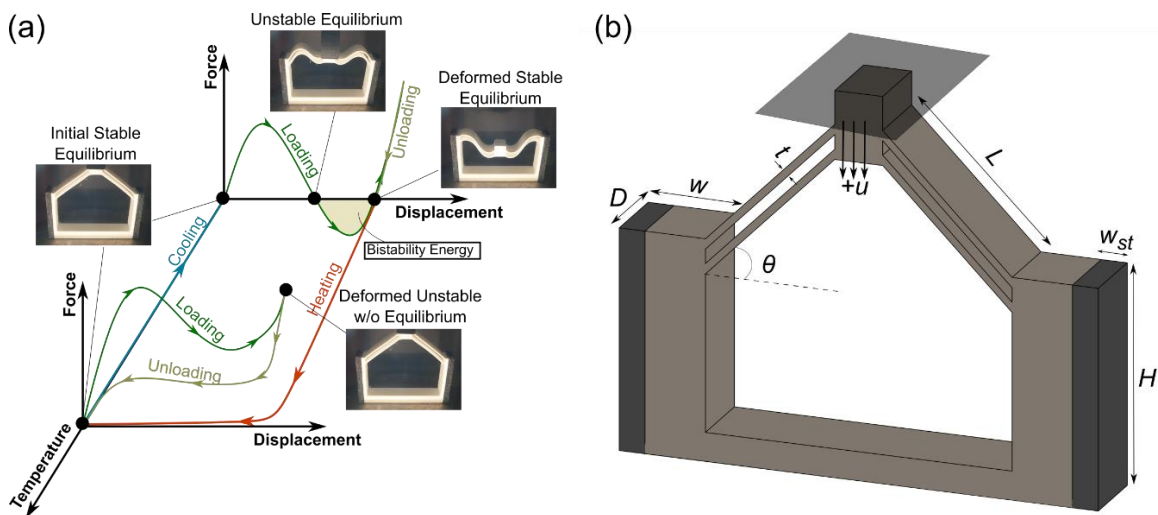 (a)
Unstable Equilibrium
Force
Deformed Stable
Equilibrium
Initial Stable
Equilibrium
Loading
Unloading
Displacement
Cooling
Bistability Energy
Heating
Force
Loading
Deformed Unstable
w/o Equilibrium
Unloading
Displacement
Temperature
(b)
t
L
+u
D
w
w_st
θ
H